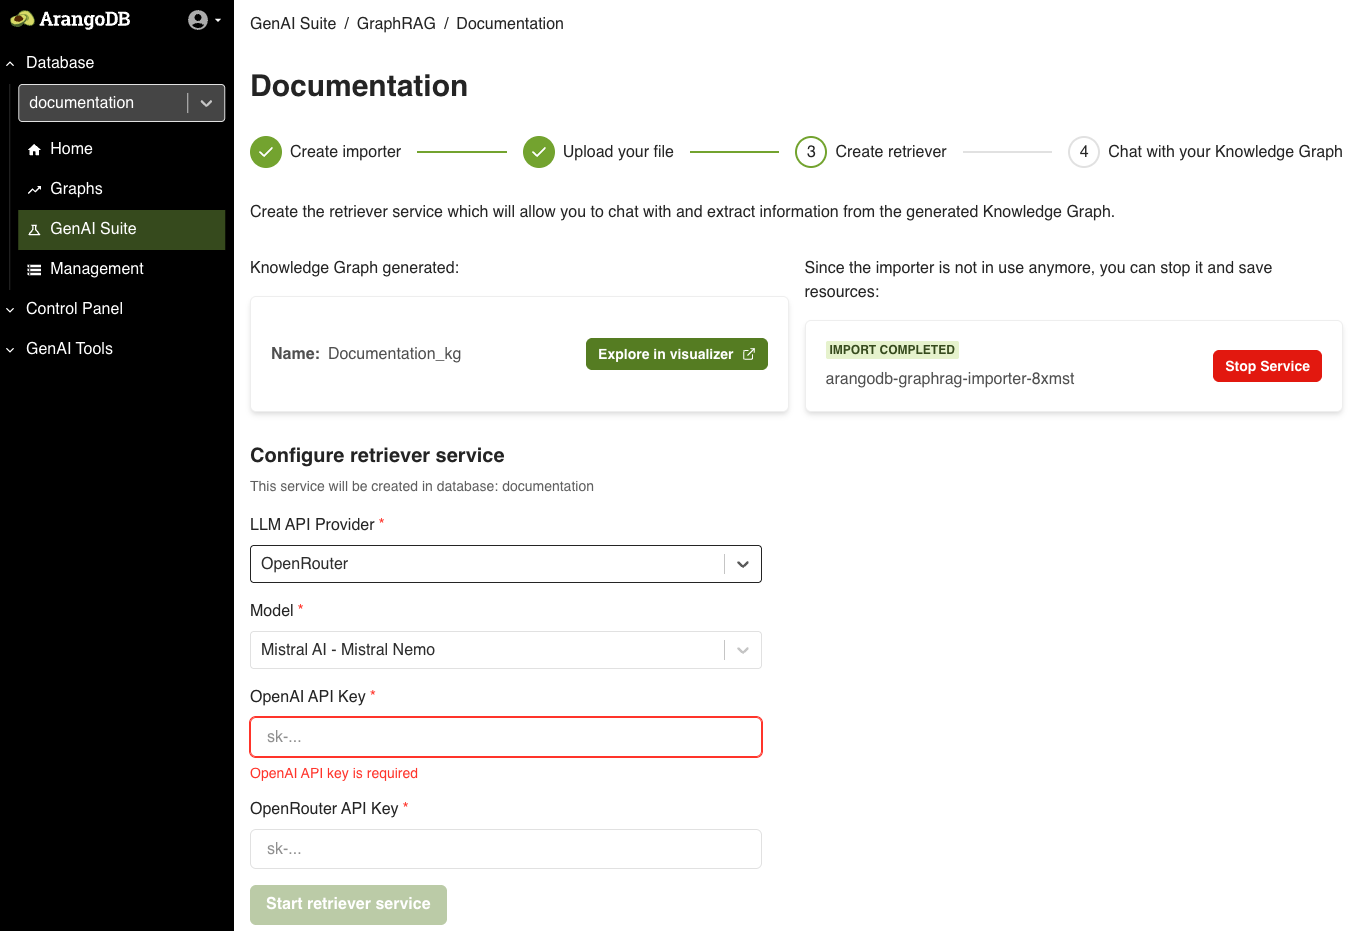 ArangoDB
Database
documentation
Home
Graphs
GenAI Suite
Management
Control Panel
GenAI Tools
GenAI Suite / GraphRAG / Documentation
Documentation
Create importer
Upload your file
3 Create retriever
4 Chat with your Knowledge Graph
Create the retriever service which will allow you to chat with and extract information from the generated Knowledge Graph.
Knowledge Graph generated:
Name: Documentation_kg
Explore in visualizer
Since the importer is not in use anymore, you can stop it and save
resources:
IMPORT COMPLETED
arangodb-graphrag-importer-8xmst
Stop Service
Configure retriever service
This service will be created in database: documentation
LLM API Provider *
OpenRouter
Model *
Mistral AI - Mistral Nemo
OpenAI API Key *
sk-...
OpenAI API key is required
OpenRouter API Key *
sk-...
Start retriever service